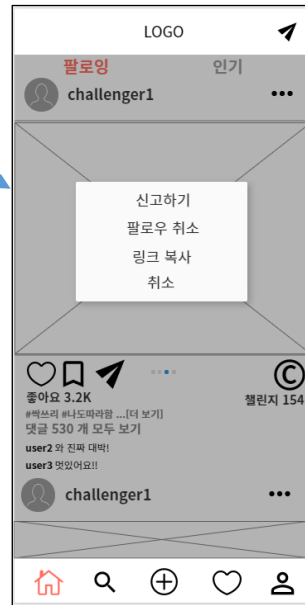 LOGO
팔로잉 인기
challenger1
신고하기
팔로우 취소
링크 복사
취소
좋아요 3.2K
챌린지 154
#싹쓰리 #나도따라함 ...[더 보기]
댓글 530 개 모두 보기
user2 와 진짜 대박!
user3 멋있어요!!
challenger1